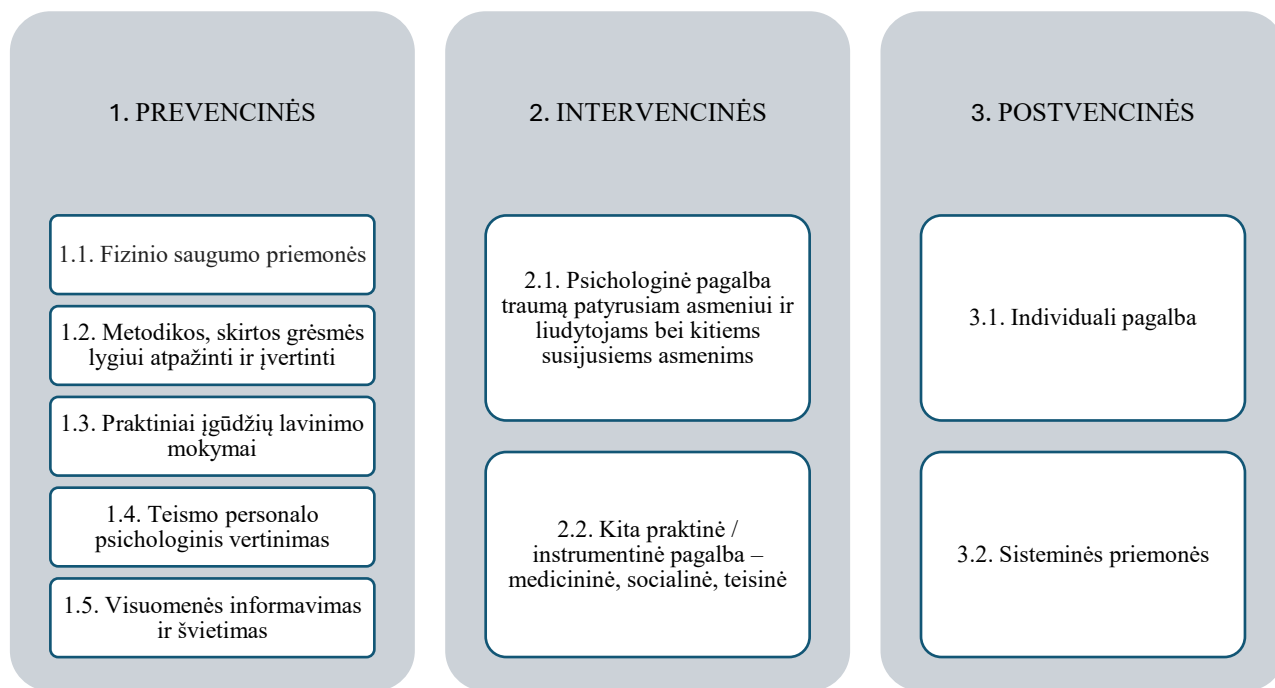 1. PREVENCINĖS
1.1. Fizinio saugumo priemonės
1.2. Metodikos, skirtos grėsmės
lygiui atpažinti ir įvertinti
1.3. Praktiniai įgūdžių lavinimo
mokymai
1.4. Teismo personalo
psichologinis vertinimas
1.5. Visuomenės informavimas
ir švietimas
2. INTERVENCINĖS
2.1. Psichologinė pagalba
traumą patyrusiam asmeniui ir
liudytojams bei kitiems
susijusiems asmenims
2.2. Kita praktinė /
instrumentinė pagalba –
medicininė, socialinė, teisinė
3. POSTVENCINĖS
3.1. Individuali pagalba
3.2. Sisteminės priemonės